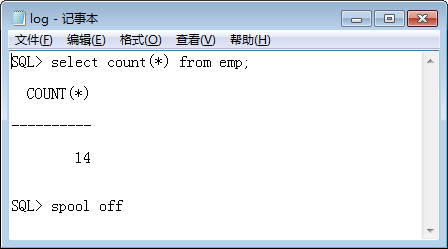 log - 记事本
文件(F) 编辑(E) 格式(O) 查看(V) 帮助(H)
SQL> select count(*) from emp;
COUNT(*)
----------
14
SQL> spool off